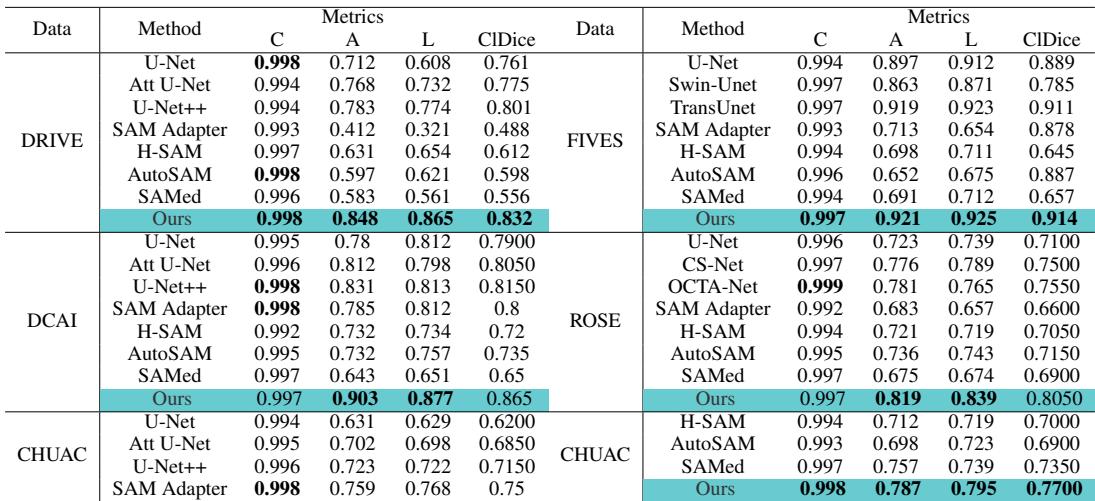 Data Method Metrics Data Method Metrics
C A L ClDice C A L ClDice
DRIVE U-Net 0.998 0.712 0.608 0.761 FIVES U-Net 0.994 0.897 0.912 0.889
Att U-Net 0.994 0.768 0.732 0.775 Swin-Unet 0.997 0.863 0.871 0.785
U-Net++ 0.994 0.783 0.774 0.801 TransUnet 0.997 0.919 0.923 0.911
SAM Adapter 0.993 0.412 0.321 0.488 SAM Adapter 0.993 0.713 0.654 0.878
H-SAM 0.997 0.631 0.654 0.612 H-SAM 0.994 0.698 0.711 0.645
AutoSAM 0.998 0.597 0.621 0.598 AutoSAM 0.996 0.652 0.675 0.887
SAMed 0.996 0.583 0.561 0.556 SAMed 0.994 0.691 0.712 0.657
Ours 0.998 0.848 0.865 0.832 Ours 0.997 0.921 0.925 0.914
DCAI U-Net 0.995 0.78 0.812 0.7900 ROSE U-Net 0.996 0.723 0.739 0.7100
Att U-Net 0.996 0.812 0.798 0.8050 CS-Net 0.997 0.776 0.789 0.7500
U-Net++ 0.998 0.831 0.813 0.8150 OCTA-Net 0.999 0.781 0.765 0.7550
SAM Adapter 0.998 0.785 0.812 0.8 SAM Adapter 0.992 0.683 0.657 0.6600
H-SAM 0.992 0.732 0.734 0.72 H-SAM 0.994 0.721 0.719 0.7050
AutoSAM 0.995 0.732 0.757 0.735 AutoSAM 0.995 0.736 0.743 0.7150
SAMed 0.997 0.643 0.651 0.65 SAMed 0.997 0.675 0.674 0.6900
Ours 0.997 0.903 0.877 0.865 Ours 0.997 0.819 0.839 0.8050
CHUAC U-Net 0.994 0.631 0.629 0.6200 CHUAC H-SAM 0.994 0.712 0.719 0.7000
Att U-Net 0.995 0.702 0.698 0.6850 AutoSAM 0.993 0.698 0.723 0.6900
U-Net++ 0.996 0.723 0.722 0.7150 SAMed 0.997 0.757 0.739 0.7350
SAM Adapter 0.998 0.759 0.768 0.75 Ours 0.998 0.787 0.795 0.7700